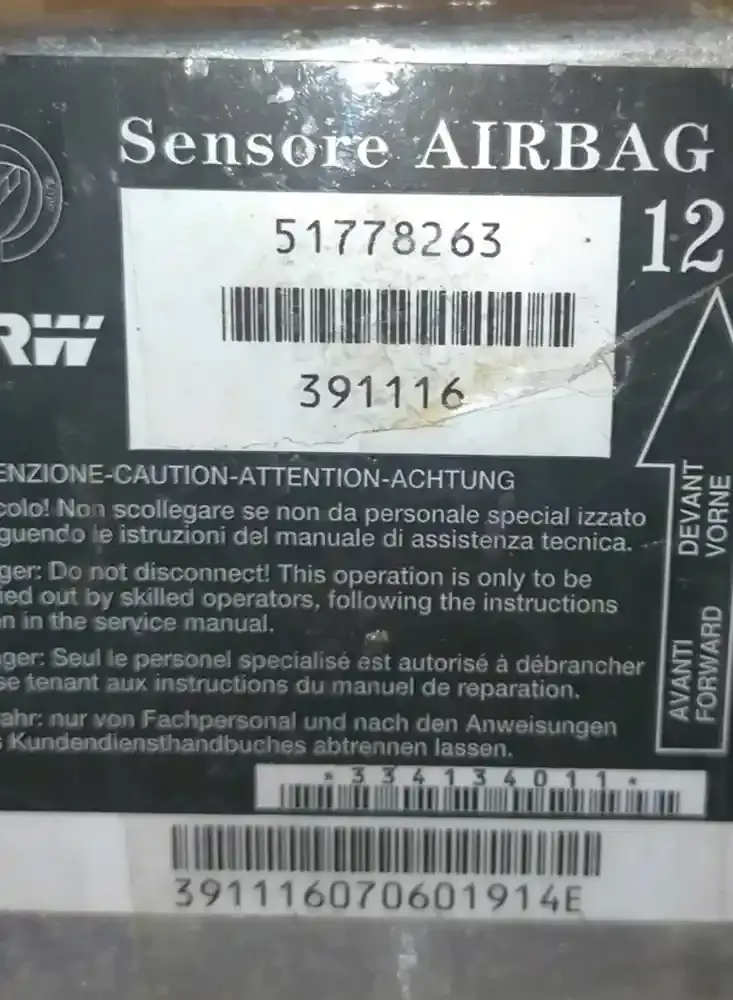 Sensore AIRBAG
12
51778263
391116
RW
ENZIONE-CAUTION-ATTENTION-ACHTUNG
colo! Non scollegare se non da personale special izzato
guendo le istruzioni del manuale di assistenza tecnica.
ger: Do not disconnect! This operation is only to be
ied out by skilled operators, following the instructions
n in the service manual.
ger: Seul le personel specialisé est autorisé à débrancher
se tenant aux instructions du manuel de reparation.
ahr: nur von Fachpersonal und nach den Anweisungen
s Kundendiensthandbuches abtrennen lassen.
DEVANT
VORNE
AVANTI
FORWARD
*334134011*
391116070601914E